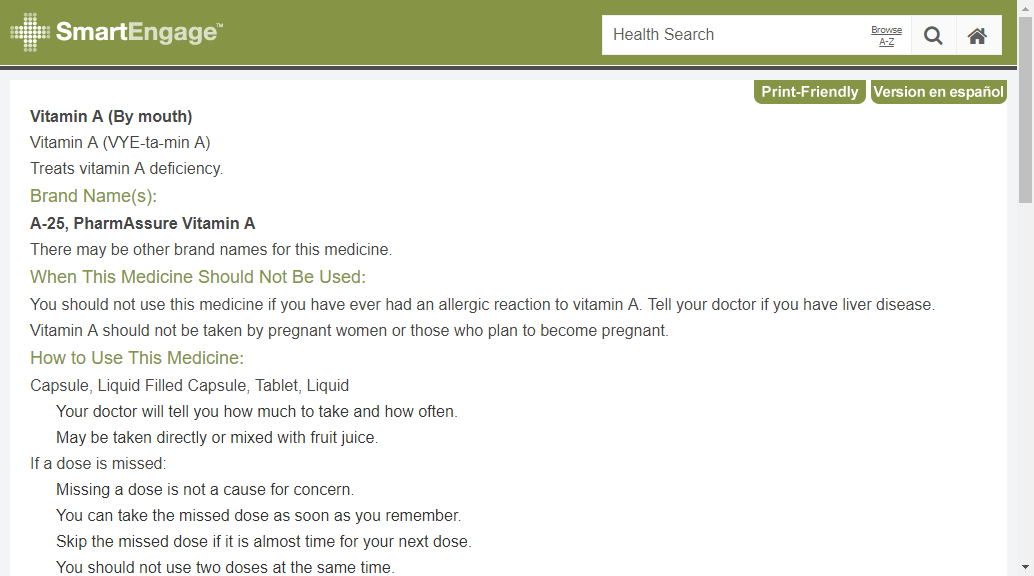 SmartEngage™
Health Search
Browse
A-Z
Print-Friendly
Version en español
Vitamin A (By mouth)
Vitamin A (VYE-ta-min A)
Treats vitamin A deficiency.
Brand Name(s):
A-25, PharmAssure Vitamin A
There may be other brand names for this medicine.
When This Medicine Should Not Be Used:
You should not use this medicine if you have ever had an allergic reaction to vitamin A. Tell your doctor if you have liver disease.
Vitamin A should not be taken by pregnant women or those who plan to become pregnant.
How to Use This Medicine:
Capsule, Liquid Filled Capsule, Tablet, Liquid
Your doctor will tell you how much to take and how often.
May be taken directly or mixed with fruit juice.
If a dose is missed:
Missing a dose is not a cause for concern.
You can take the missed dose as soon as you remember.
Skip the missed dose if it is almost time for your next dose.
You should not use two doses at the same time.